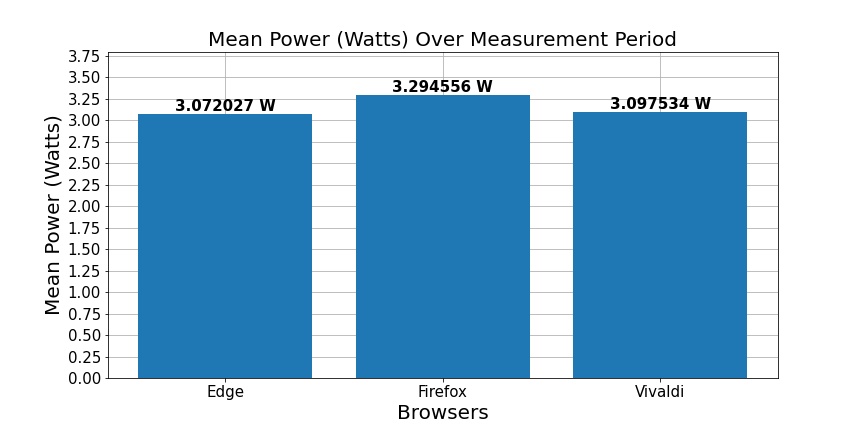 Mean Power (Watts) Over Measurement Period
Mean Power (Watts)
3.75
3.50
3.25
3.00
2.75
2.50
2.25
2.00
1.75
1.50
1.25
1.00
0.75
0.50
0.25
0.00
3.072027 W
3.294556 W
3.097534 W
Edge
Firefox
Vivaldi
Browsers